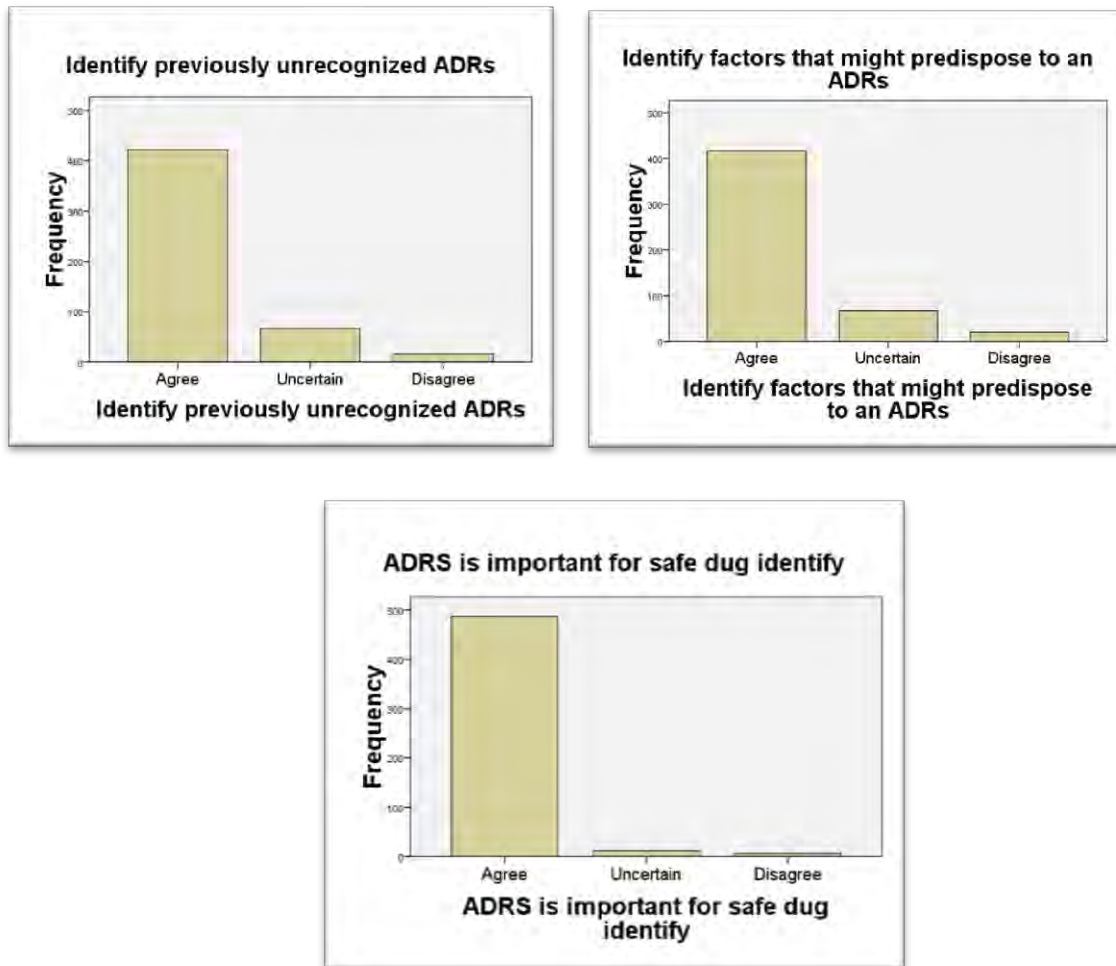 Identify previously unrecognized ADRs
500
400
300
200
100
0
Frequency
Agree Uncertain Disagree
Identify previously unrecognized ADRs
Identify factors that might predispose to an
ADRs
500
400
300
200
100
0
Frequency
Agree Uncertain Disagree
Identify factors that might predispose
to an ADRs
ADRS is important for safe dug identify
500
400
300
200
100
0
Frequency
Agree Uncertain Disagree
ADRS is important for safe dug
identify